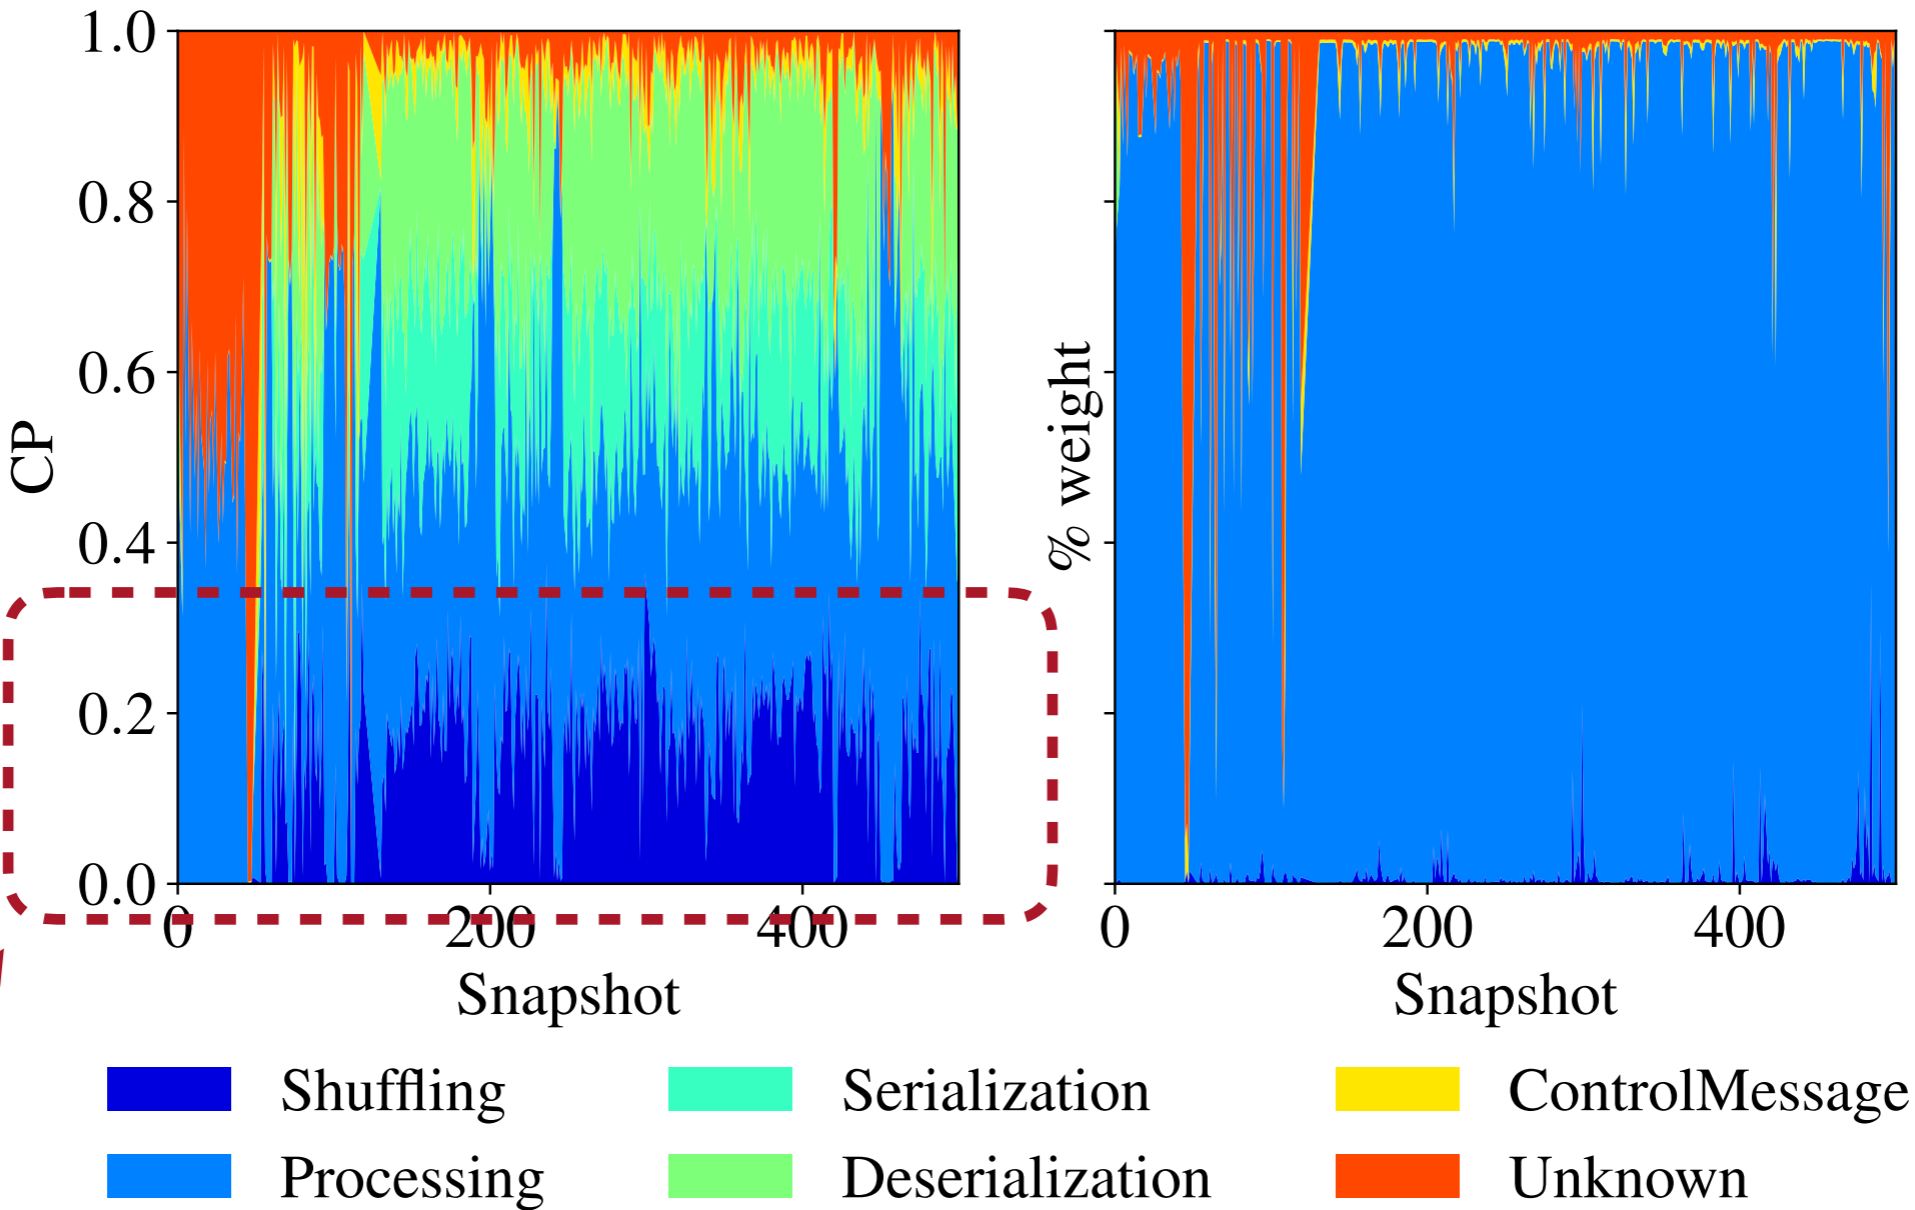 1.0
0.8
0.6
0.4
0.2
0.0
CP
0 200 400
Snapshot
% weight
0 200 400
Snapshot
Shuffling Serialization ControlMessage
Processing Deserialization Unknown